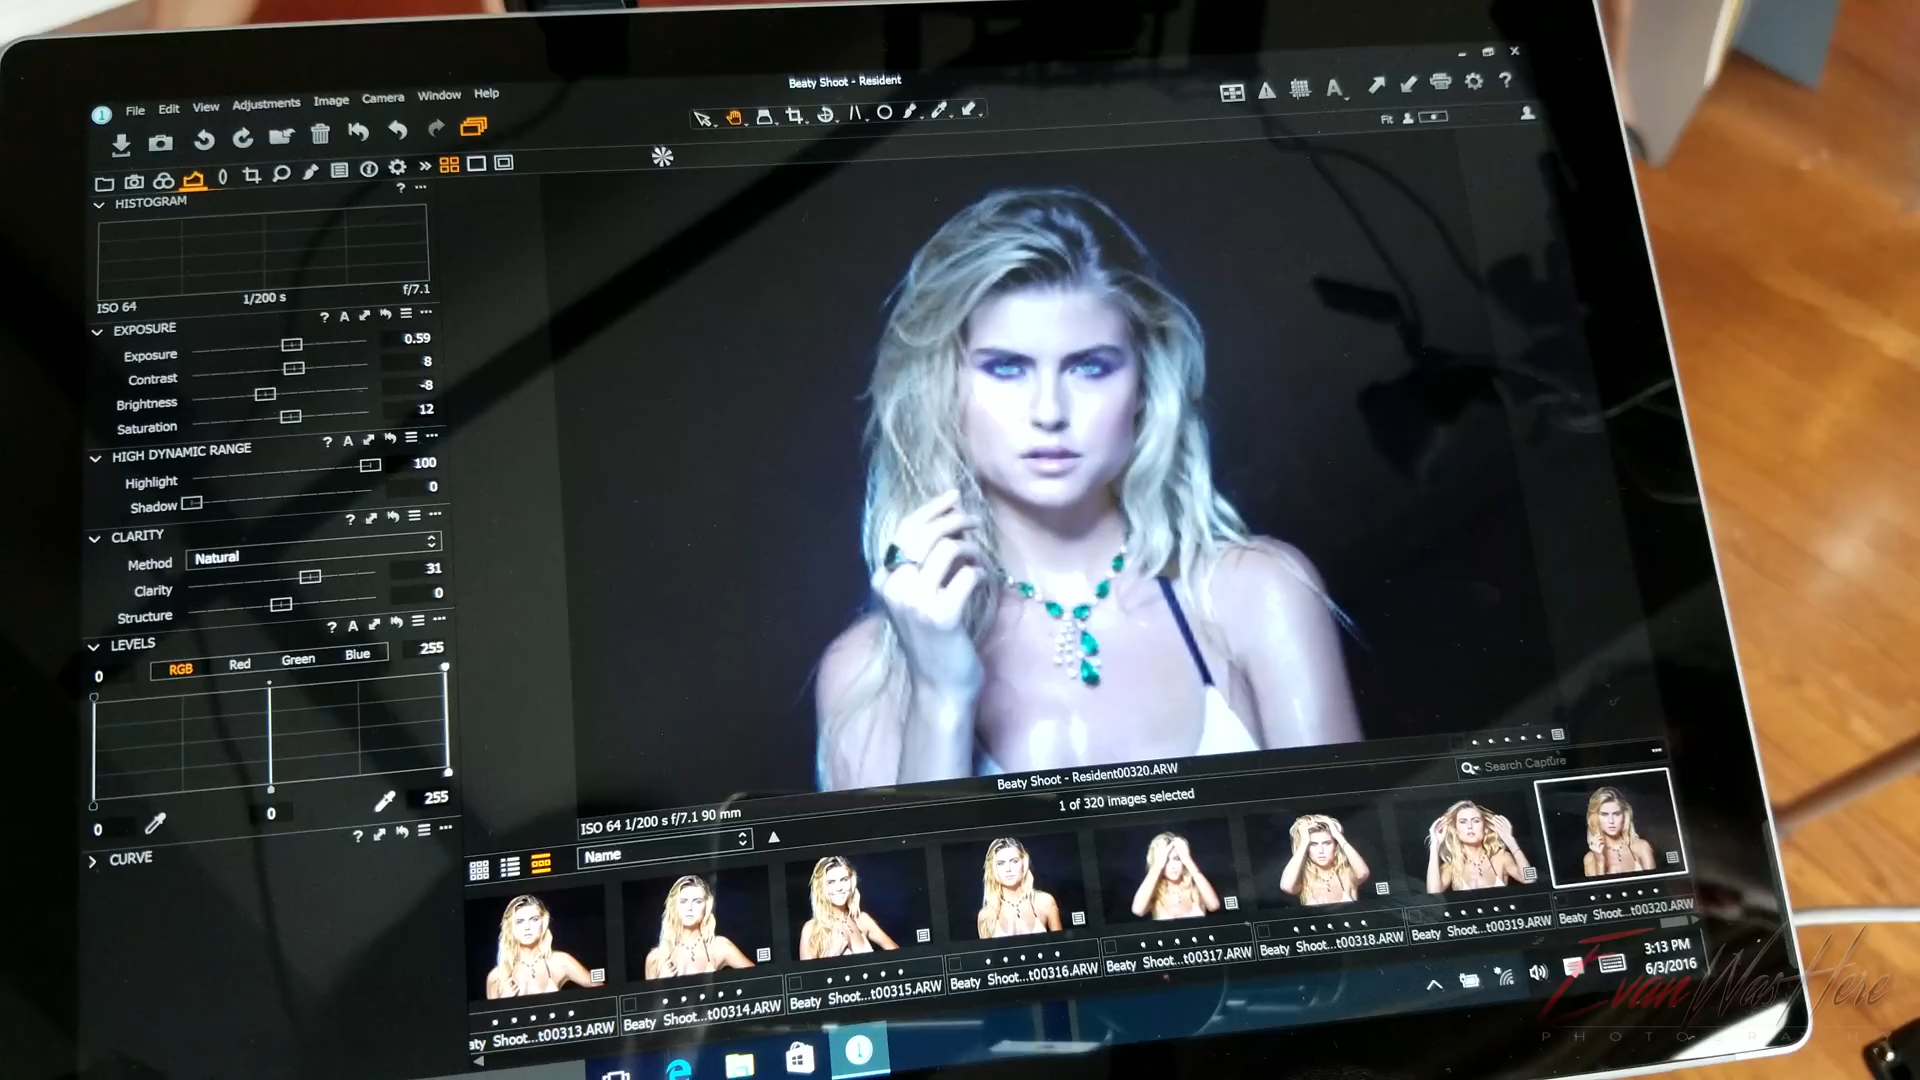 Beaty Shoot - Resident
File Edit View Adjustments Image Camera Window Help
Fit
HISTOGRAM
ISO 64 1/200 s f/7.1
EXPOSURE
Exposure 0.59
Contrast 8
Brightness -8
Saturation 12
HIGH DYNAMIC RANGE
Highlight 100
Shadow 0
CLARITY
Method Natural
Clarity 31
Structure 0
LEVELS
0 RGB Red Green Blue 255
0 0 255
CURVE
Beaty Shoot - Resident00320.ARW
Search Capture
ISO 64 1/200 s f/7.1 90 mm
1 of 320 images selected
Name
aty Shoot...t00313.ARW
Beaty Shoot...t00314.ARW
Beaty Shoot...t00315.ARW
Beaty Shoot...t00316.ARW
Beaty Shoot...t00317.ARW
Beaty Shoot...t00318.ARW
Beaty Shoot...t00319.ARW
Beaty Shoot...t00320.ARW
3:13 PM
6/3/2016
Evan Was Here